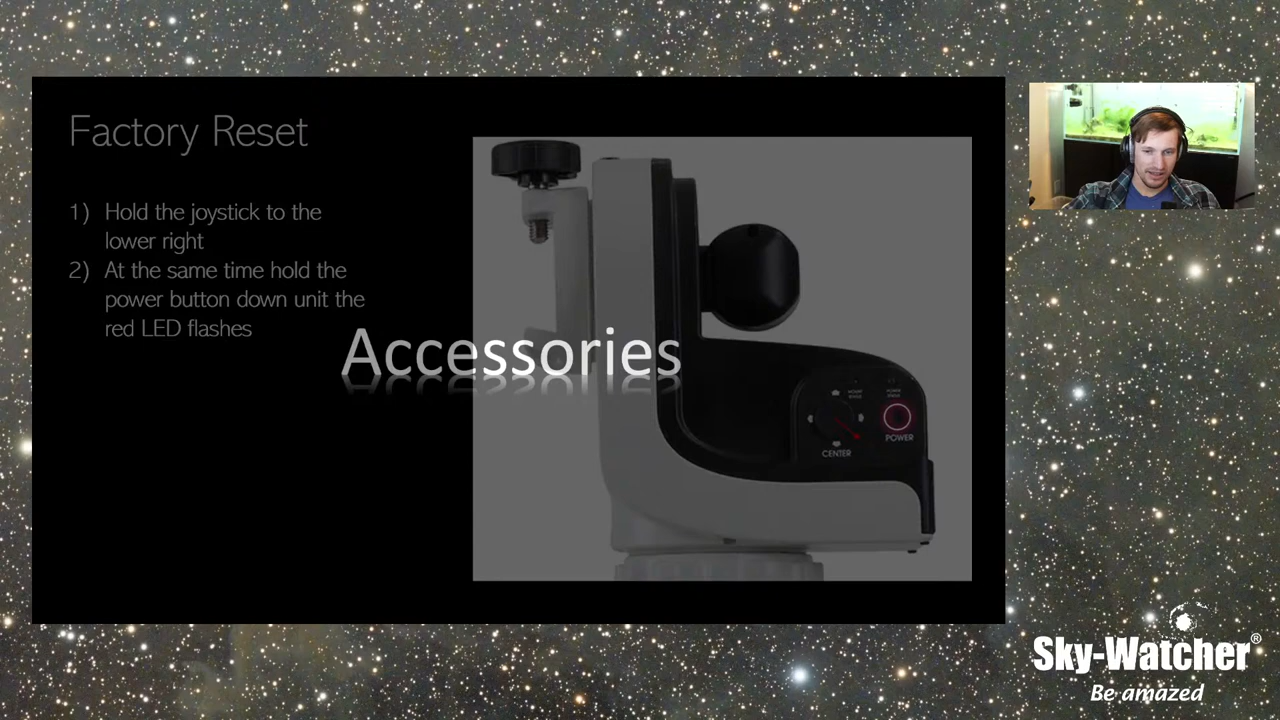 Factory Reset
1) Hold the joystick to the
lower right
2) At the same time hold the
power button down unit the
red LED flashes
Accessories
POWER
CENTER
Sky-Watcher®
Be amazed